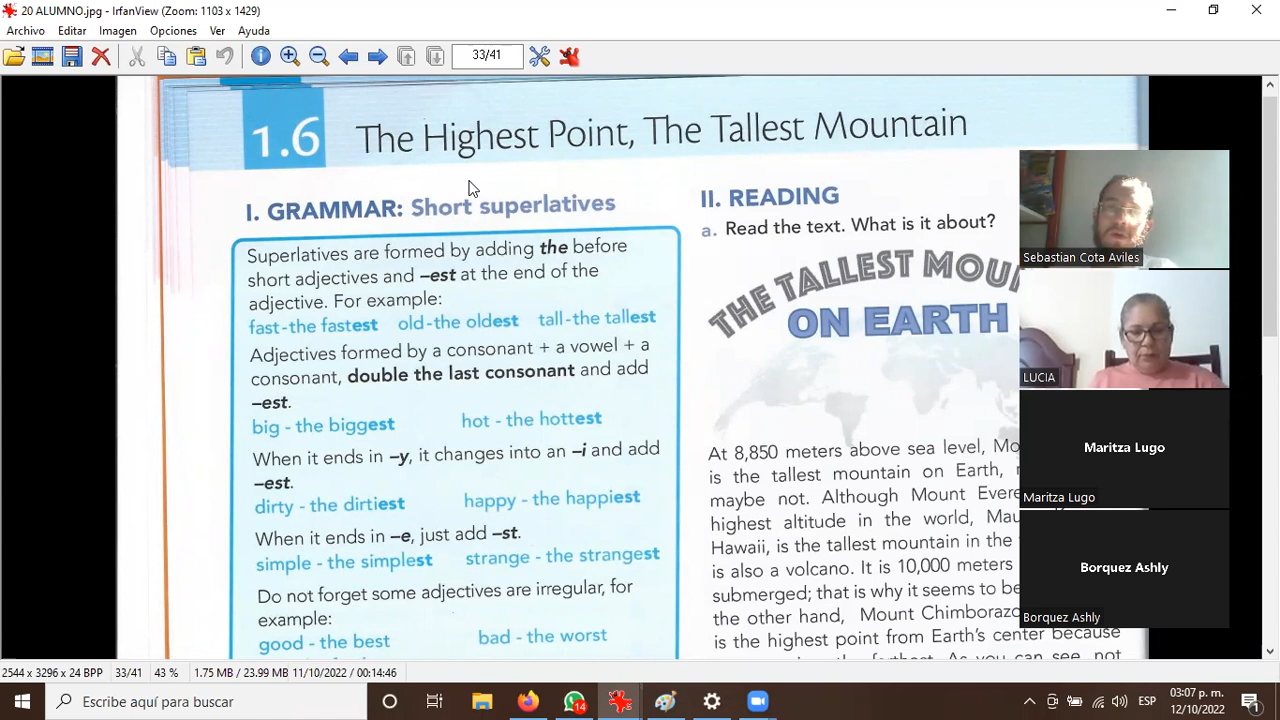 20 ALUMNO.jpg - IrfanView (Zoom: 1103 x 1429)
Archivo Editar Imagen Opciones Ver Ayuda
33/41
1.6 The Highest Point, The Tallest Mountain
I. GRAMMAR: Short superlatives
Superlatives are formed by adding the before
short adjectives and –est at the end of the
adjective. For example:
fast-the fastest old-the oldest tall-the tallest
Adjectives formed by a consonant + a vowel + a
consonant, double the last consonant and add
–est.
big - the biggest hot - the hottest
When it ends in –y, it changes into an –i and add
–est.
dirty - the dirtiest happy - the happiest
When it ends in –e, just add –st.
simple - the simplest strange - the strangest
Do not forget some adjectives are irregular, for
example:
good - the best bad - the worst
II. READING
a. Read the text. What is it about?
THE TALLEST MOU
ON EARTH
At 8,850 meters above sea level, Mo
is the tallest mountain on Earth,
maybe not. Although Mount Evere
highest altitude in the world, Mau
Hawaii, is the tallest mountain in the
is also a volcano. It is 10,000 meters
submerged; that is why it seems to be
the other hand, Mount Chimborazo
is the highest point from Earth's center because
the farthest. As you can see, not
Sebastian Cota Aviles
LUCIA
Maritza Lugo
Maritza Lugo
Borquez Ashly
Borquez Ashly
2544 x 3296 x 24 BPP 33/41 43 % 1.75 MB / 23.99 MB 11/10/2022 / 00:14:46
Escribe aquí para buscar
14
ESP
03:07 p. m.
12/10/2022
1